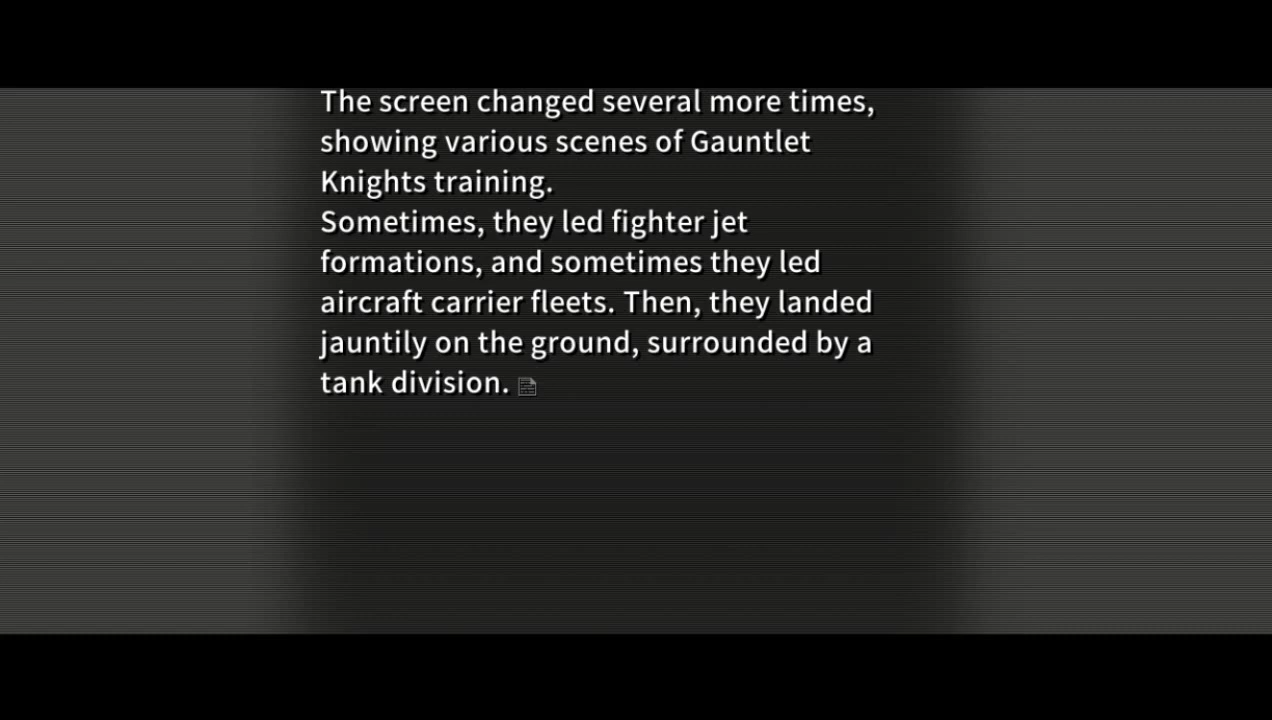 The screen changed several more times,
showing various scenes of Gauntlet
Knights training.
Sometimes, they led fighter jet
formations, and sometimes they led
aircraft carrier fleets. Then, they landed
jauntily on the ground, surrounded by a
tank division.